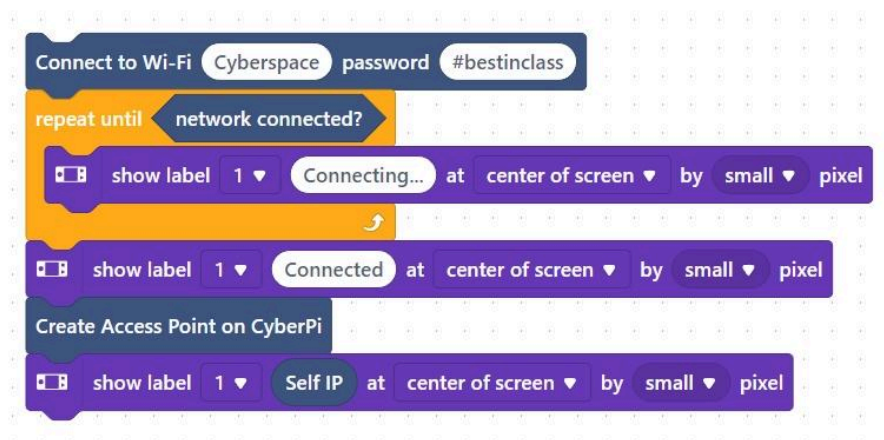 Connect to Wi-Fi Cyberspace password #bestinclass
repeat until network connected?
show label 1 Connecting... at center of screen by small pixel
show label 1 Connected at center of screen by small pixel
Create Access Point on CyberPi
show label 1 Self IP at center of screen by small pixel